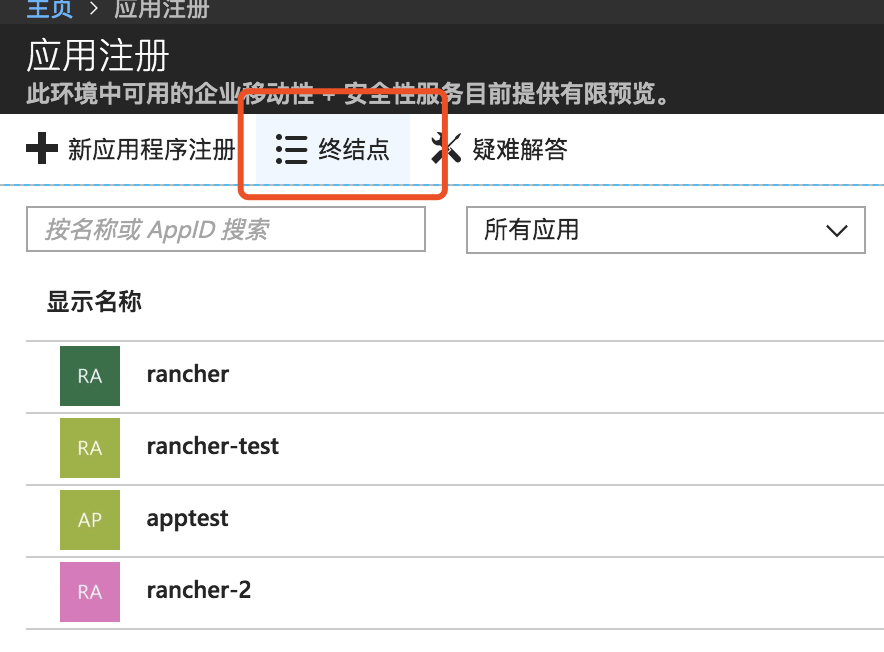 主页 > 应用注册
应用注册
此环境中可用的企业移动性 + 安全性服务目前提供有限预览。
新应用程序注册 终结点 疑难解答
按名称或 AppID 搜索 所有应用
显示名称
RA rancher
RA rancher-test
AP apptest
RA rancher-2